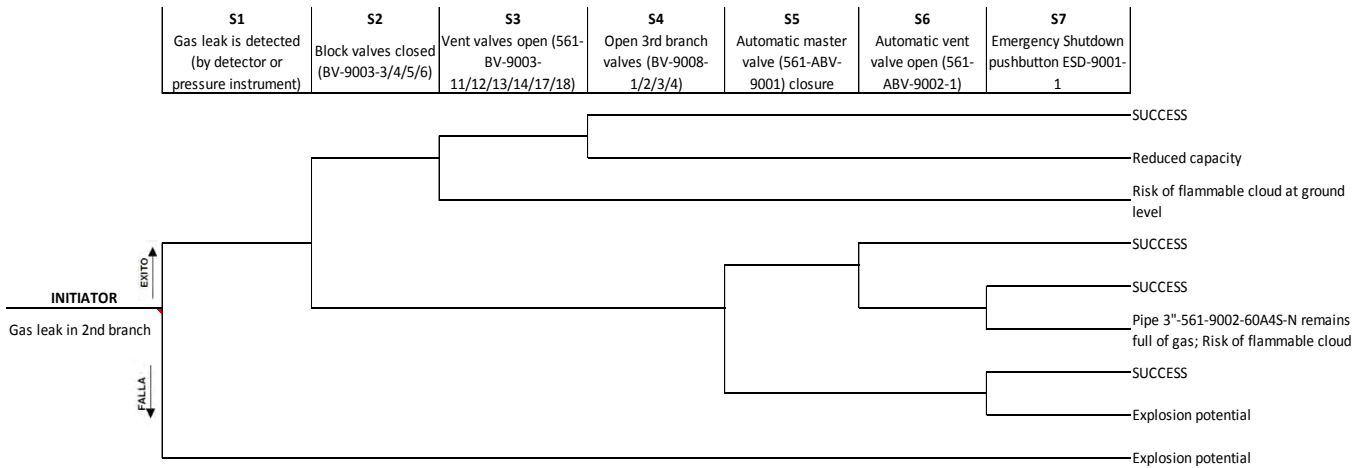 S1
Gas leak is detected
(by detector or
pressure instrument)
S2
Block valves closed
(BV-9003-3/4/5/6)
S3
Vent valves open (561-
BV-9003-
11/12/13/14/17/18)
S4
Open 3rd branch
valves (BV-9008-
1/2/3/4)
S5
Automatic master
valve (561-ABV-
9001) closure
S6
Automatic vent
valve open (561-
ABV-9002-1)
S7
Emergency Shutdown
pushbutton ESD-9001-
1
SUCCESS
Reduced capacity
Risk of flammable cloud at ground
level
SUCCESS
EXITO
INITIATOR
Gas leak in 2nd branch
SUCCESS
Pipe 3"-561-9002-60A4S-N remains
full of gas; Risk of flammable cloud
FALLA
SUCCESS
Explosion potential
Explosion potential